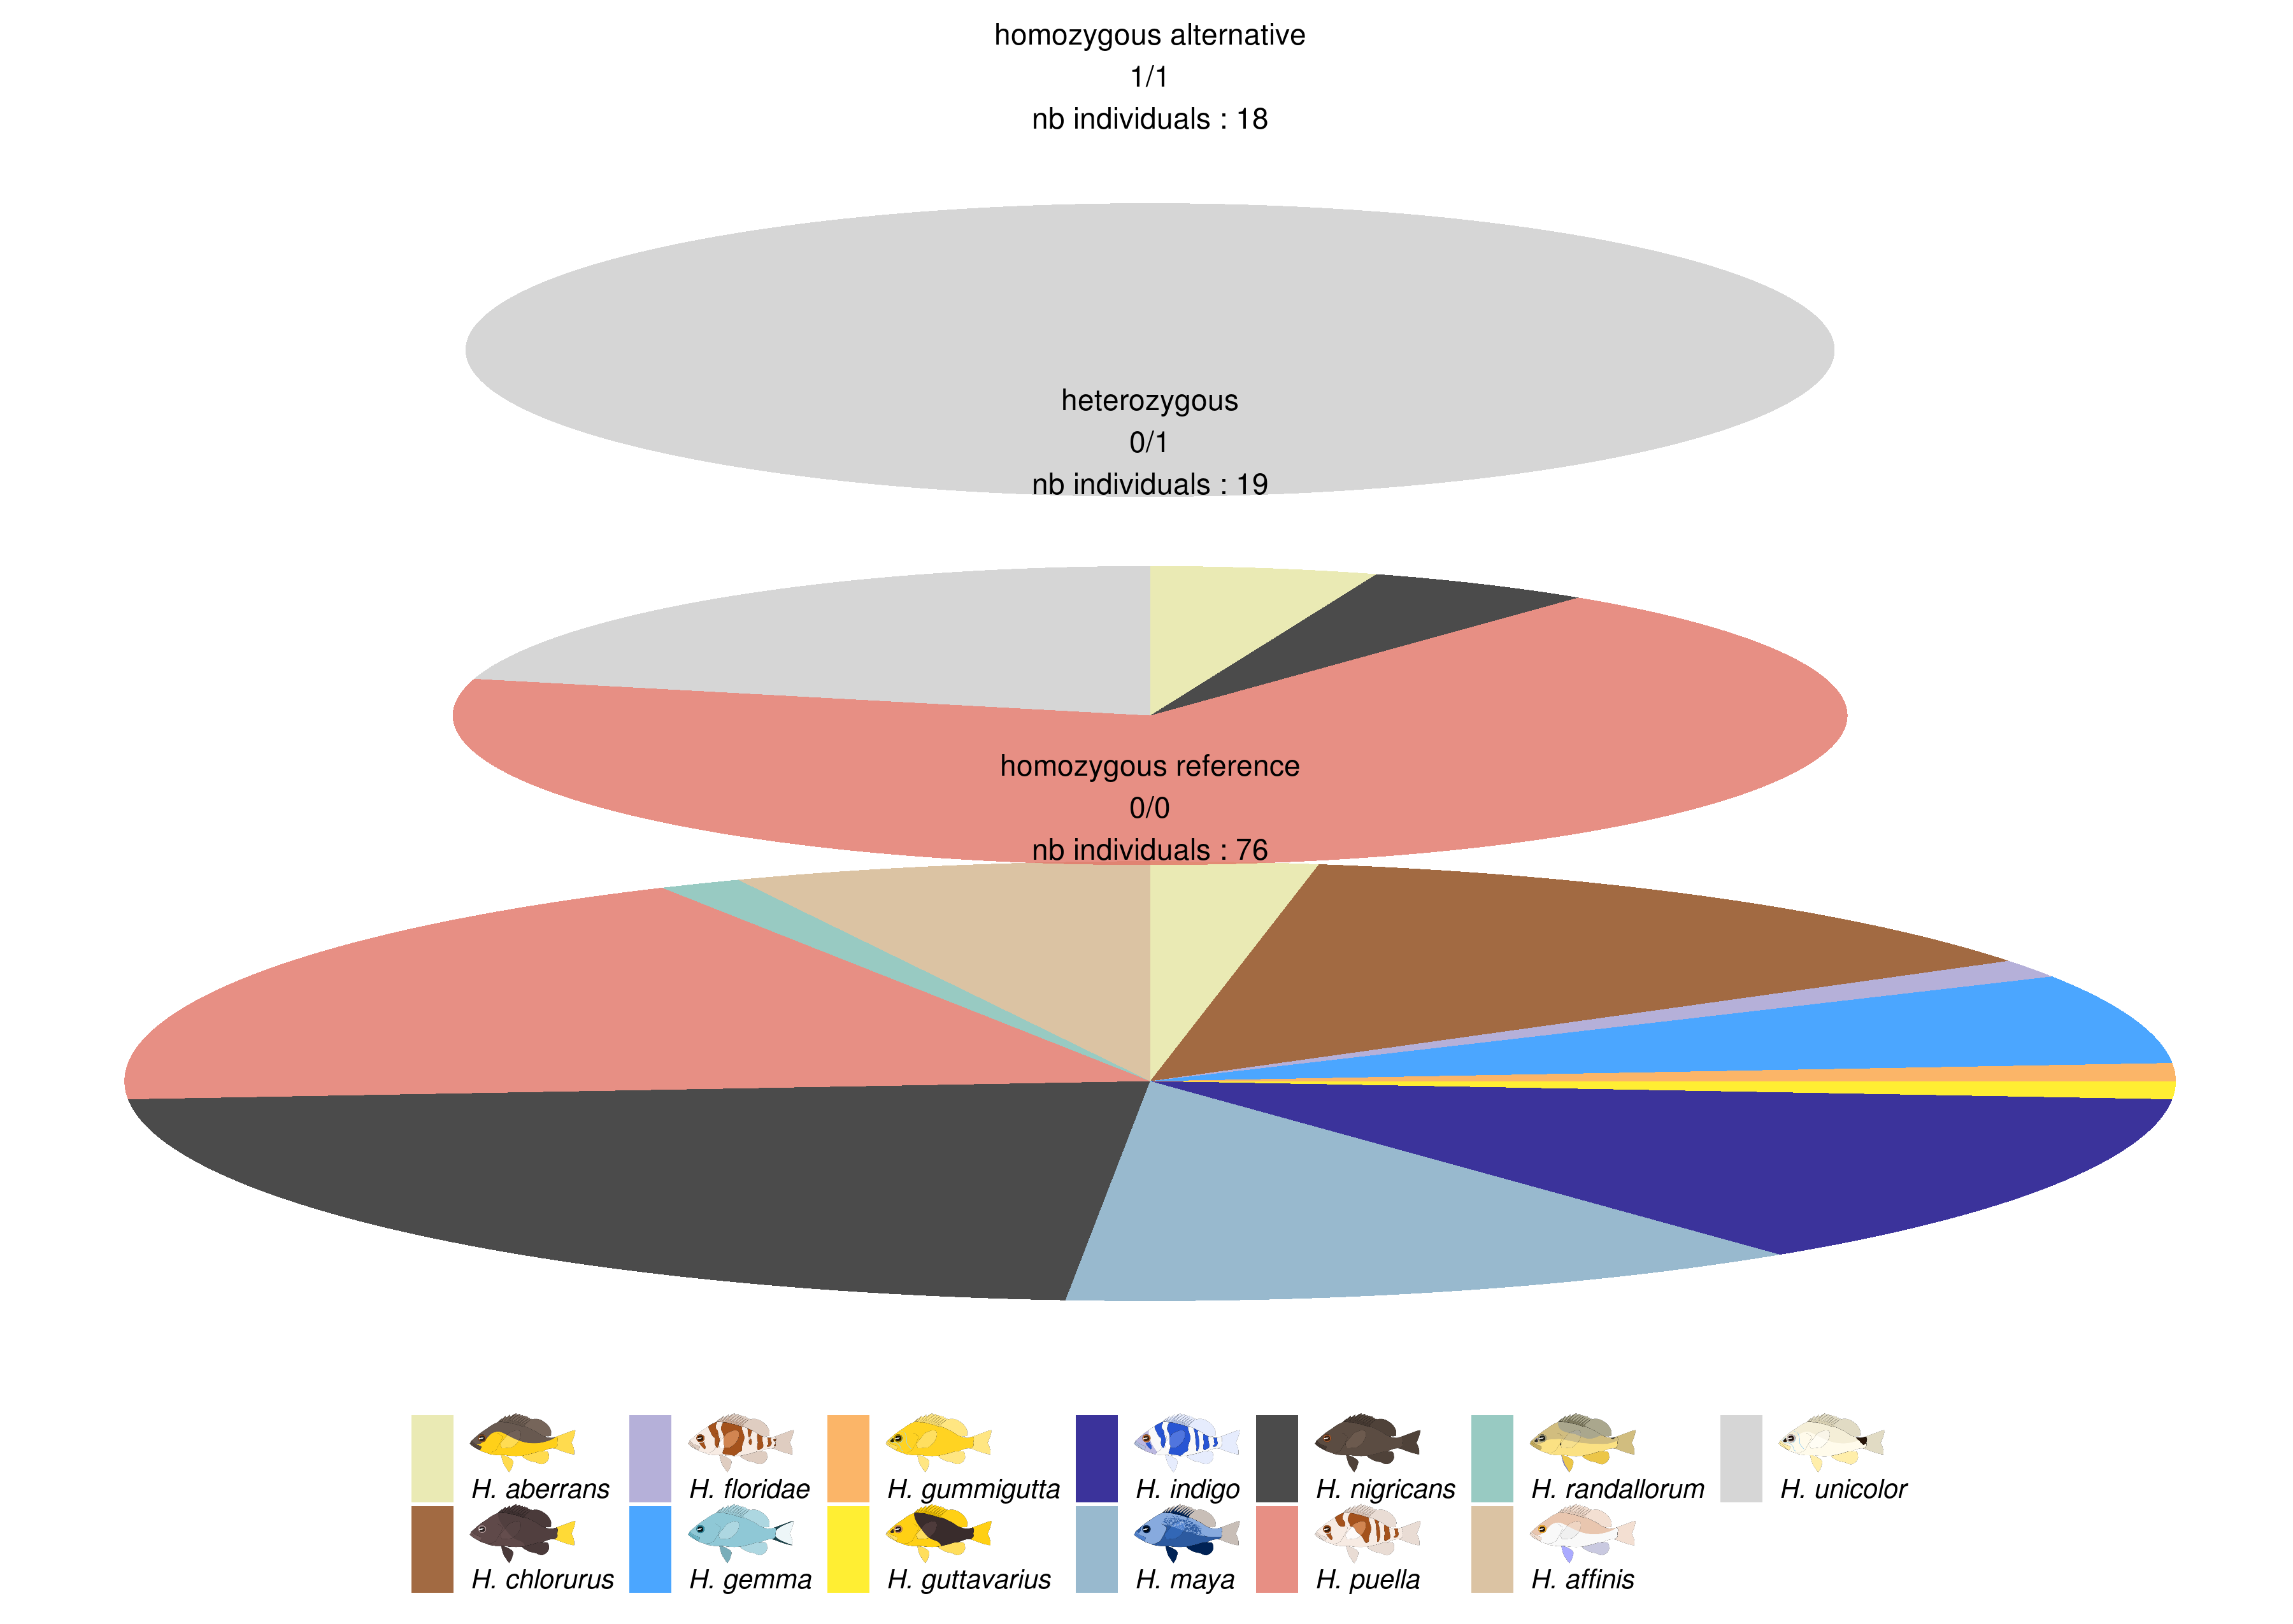 homozygous alternative
1/1
nb individuals : 18
heterozygous
0/1
nb individuals : 19
homozygous reference
0/0
nb individuals : 76
H. aberrans
H. floridae
H. gummigutta
H. indigo
H. nigricans
H. randallorum
H. unicolor
H. chlorurus
H. gemma
H. guttavarius
H. maya
H. puella
H. affinis